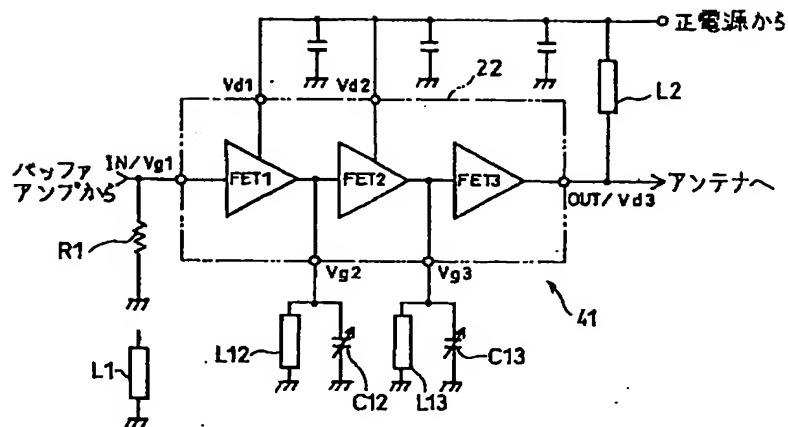 正電源から
22
Vd1
Vd2
L2
バッファ
アンプから
IN/Vg1
FET1
FET2
FET3
アンテナへ
OUT/Vd3
R1
Vg2
Vg3
41
L12
C12
L13
C13
L1